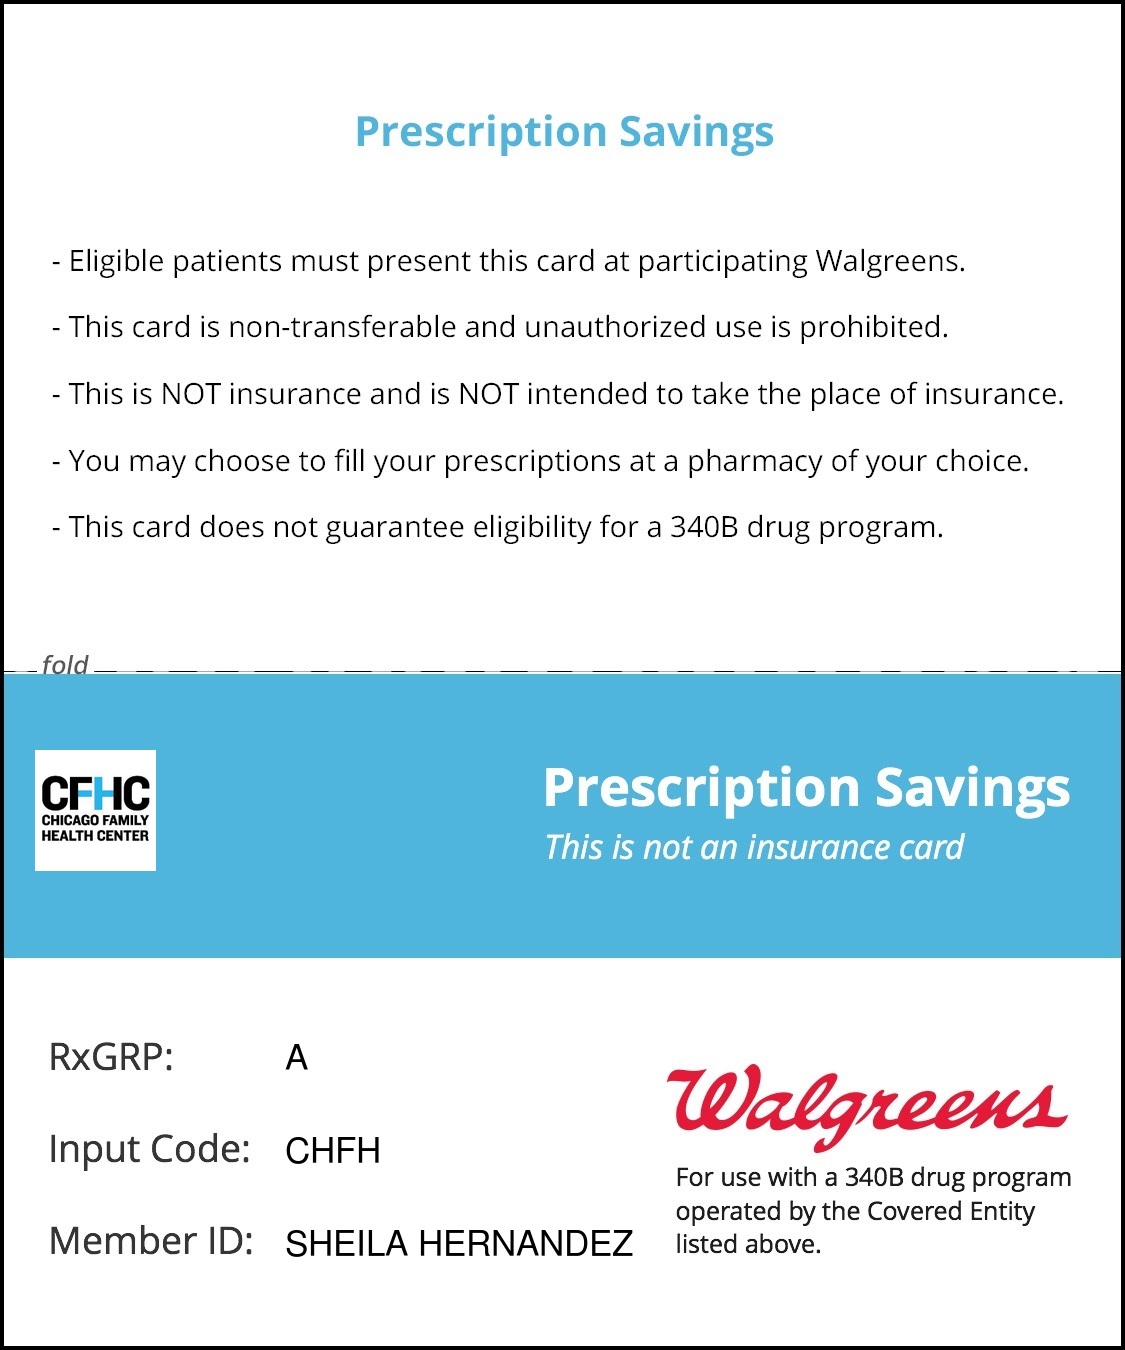 Prescription Savings
- Eligible patients must present this card at participating Walgreens.
- This card is non-transferable and unauthorized use is prohibited.
- This is NOT insurance and is NOT intended to take the place of insurance.
- You may choose to fill your prescriptions at a pharmacy of your choice.
- This card does not guarantee eligibility for a 340B drug program.
fold
CFHC
CHICAGO FAMILY
HEALTH CENTER
Prescription Savings
This is not an insurance card
RxGRP: A
Input Code: CHFH
Member ID: SHEILA HERNANDEZ
Walgreens
For use with a 340B drug program
operated by the Covered Entity
listed above.